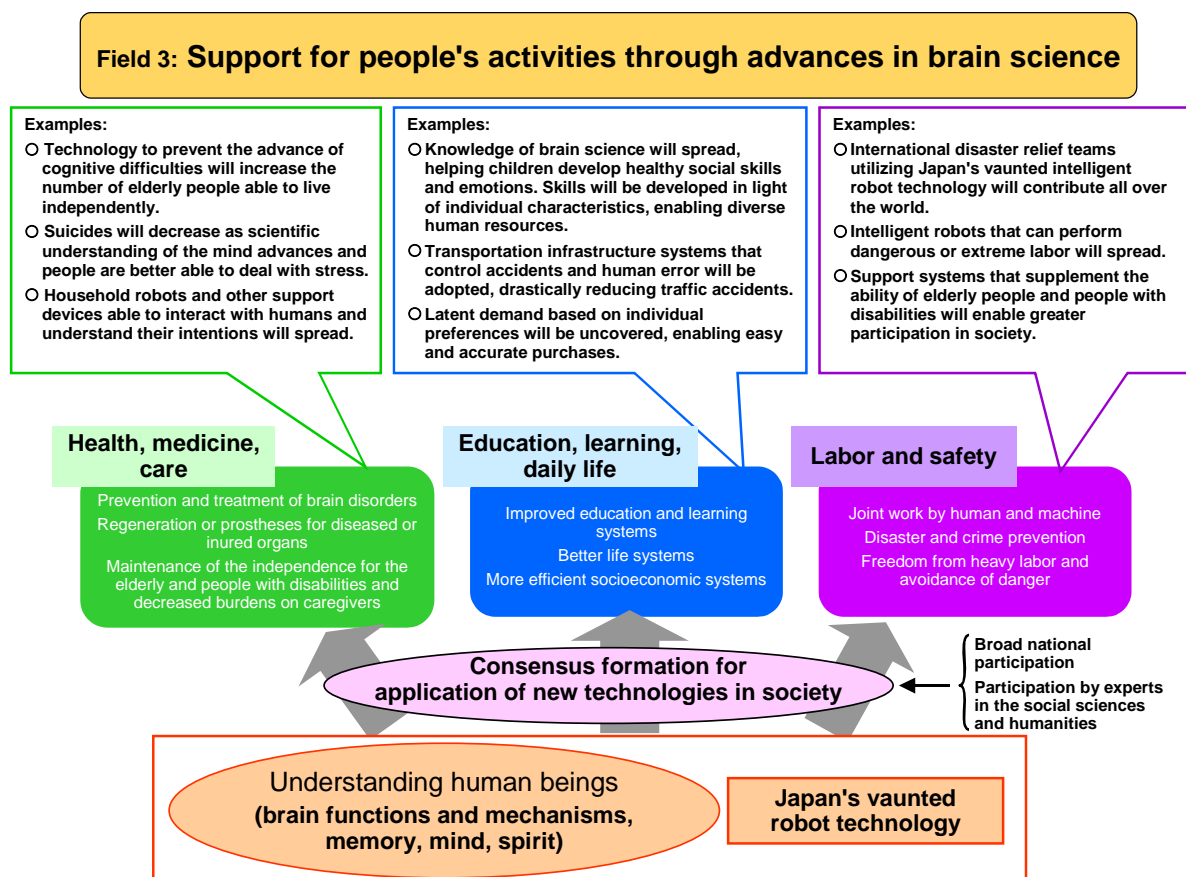 Field 3: Support for people's activities through advances in brain science
Examples:
○ Technology to prevent the advance of
cognitive difficulties will increase the
number of elderly people able to live
independently.
○ Suicides will decrease as scientific
understanding of the mind advances and
people are better able to deal with stress.
○ Household robots and other support
devices able to interact with humans and
understand their intentions will spread.
Examples:
○ Knowledge of brain science will spread,
helping children develop healthy social skills
and emotions. Skills will be developed in light
of individual characteristics, enabling diverse
human resources.
○ Transportation infrastructure systems that
control accidents and human error will be
adopted, drastically reducing traffic accidents.
○ Latent demand based on individual
preferences will be uncovered, enabling easy
and accurate purchases.
Examples:
○ International disaster relief teams
utilizing Japan's vaunted intelligent
robot technology will contribute all over
the world.
○ Intelligent robots that can perform
dangerous or extreme labor will spread.
○ Support systems that supplement the
ability of elderly people and people with
disabilities will enable greater
participation in society.
Health, medicine,
care
Prevention and treatment of brain disorders
Regeneration or prostheses for diseased or
inured organs
Maintenance of the independence for the
elderly and people with disabilities and
decreased burdens on caregivers
Education, learning,
daily life
Improved education and learning
systems
Better life systems
More efficient socioeconomic systems
Labor and safety
Joint work by human and machine
Disaster and crime prevention
Freedom from heavy labor and
avoidance of danger
Consensus formation for
application of new technologies in society
Broad national
participation
Participation by experts
in the social sciences
and humanities
Understanding human beings
(brain functions and mechanisms,
memory, mind, spirit)
Japan's vaunted
robot technology